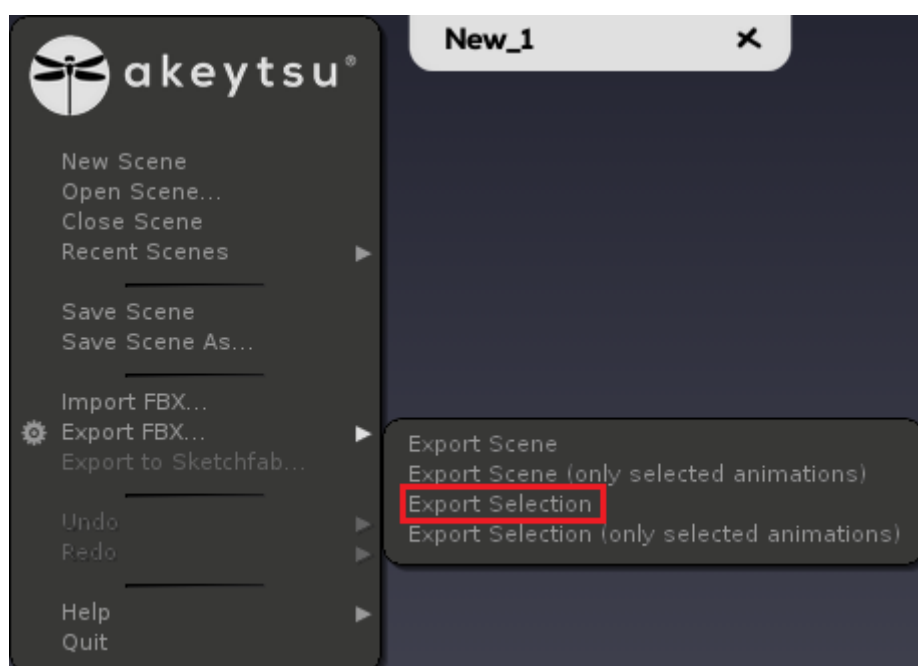 New_1
akeytsu®
New Scene
Open Scene...
Close Scene
Recent Scenes
Save Scene
Save Scene As...
Import FBX...
Export FBX...
Export to Sketchfab...
Undo
Redo
Help
Quit
Export Scene
Export Scene (only selected animations)
Export Selection
Export Selection (only selected animations)